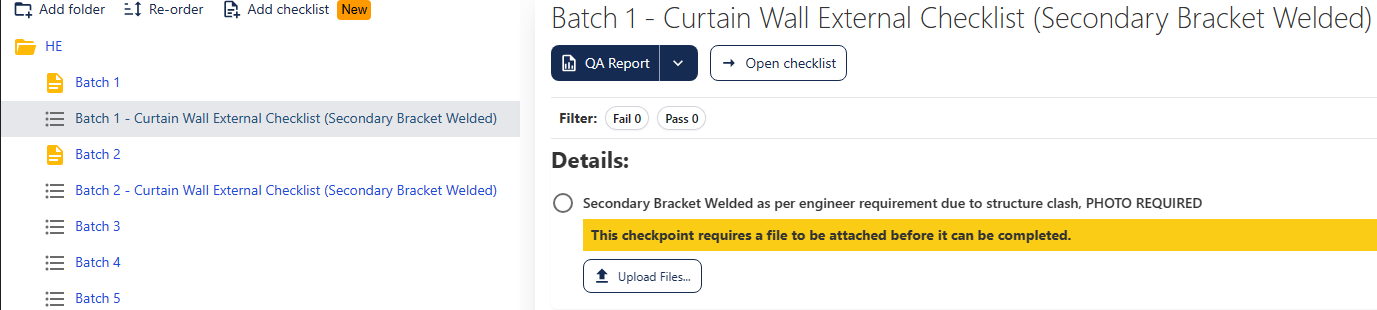 Add folder
Re-order
Add checklist
New
HE
Batch 1
Batch 1 - Curtain Wall External Checklist (Secondary Bracket Welded)
Batch 2
Batch 2 - Curtain Wall External Checklist (Secondary Bracket Welded)
Batch 3
Batch 4
Batch 5
Batch 1 - Curtain Wall External Checklist (Secondary Bracket Welded)
QA Report
Open checklist
Filter: Fail 0 Pass 0
Details:
Secondary Bracket Welded as per engineer requirement due to structure clash, PHOTO REQUIRED
This checkpoint requires a file to be attached before it can be completed.
Upload Files...